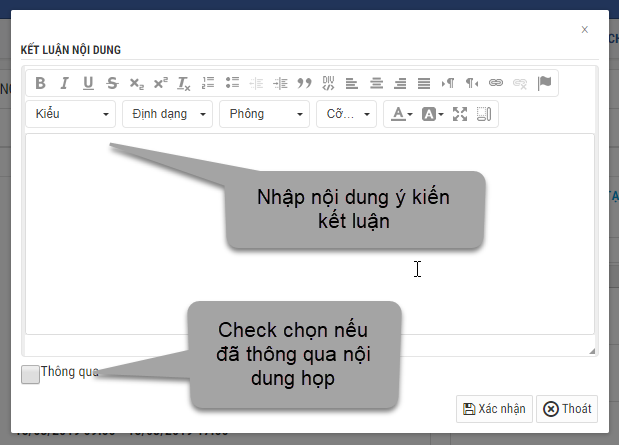 x
KẾT LUẬN NỘI DUNG
Kiểu Định dạng Phông Cỡ...
Nhập nội dung ý kiến
kết luận
Check chọn nếu
đã thông qua nội
dung họp
Thông qua
Xác nhận Thoát